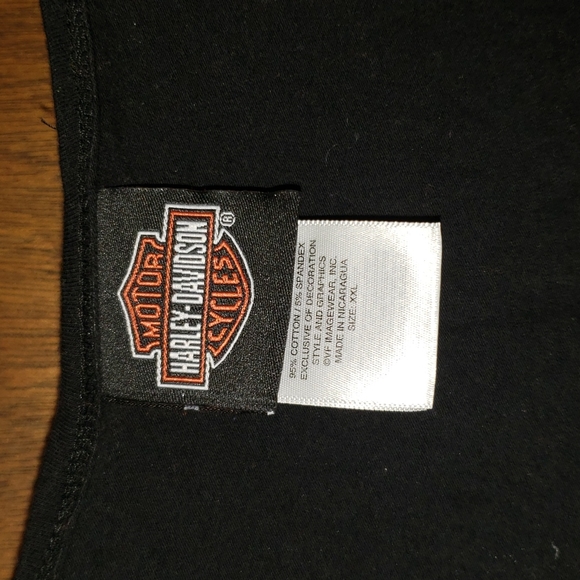 MOTOR
HARLEY-DAVIDSON
CYCLES
®
95% COTTON / 5% SPANDEX
EXCLUSIVE OF DECORATION
STYLE AND GRAPHICS
©VF IMAGEWEAR, INC.
MADE IN NICARAGUA
SIZE: XXL